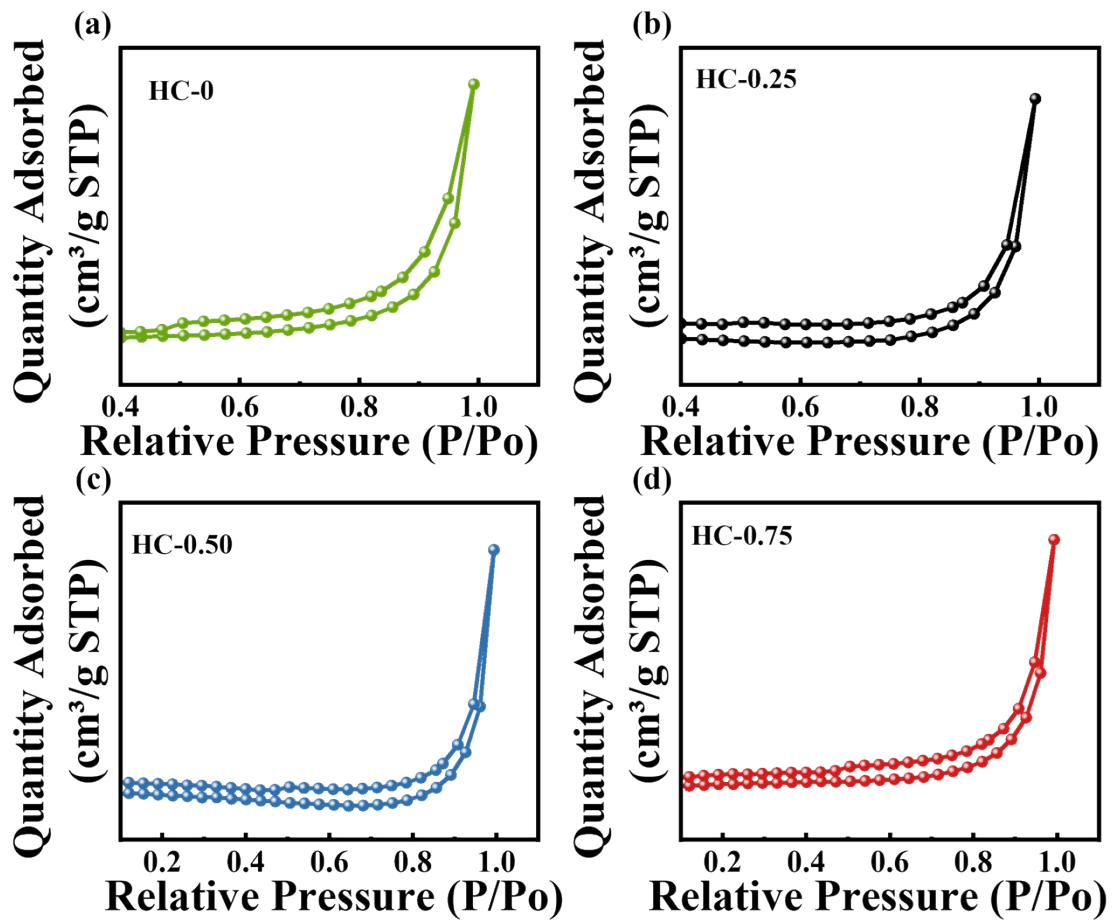 (a)
HC-0
Quantity Adsorbed
(cm³/g STP)
0.4 0.6 0.8 1.0
Relative Pressure (P/Po)
(b)
HC-0.25
Quantity Adsorbed
(cm³/g STP)
0.4 0.6 0.8 1.0
Relative Pressure (P/Po)
(c)
HC-0.50
Quantity Adsorbed
(cm³/g STP)
0.2 0.4 0.6 0.8 1.0
Relative Pressure (P/Po)
(d)
HC-0.75
Quantity Adsorbed
(cm³/g STP)
0.2 0.4 0.6 0.8 1.0
Relative Pressure (P/Po)